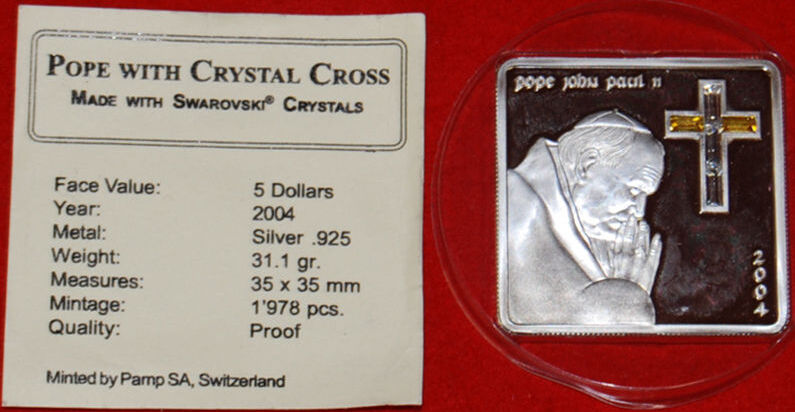 POPE WITH CRYSTAL CROSS
MADE WITH SWAROVSKI® CRYSTALS
Face Value: 5 Dollars
Year: 2004
Metal: Silver .925
Weight: 31.1 gr.
Measures: 35 x 35 mm
Mintage: 1'978 pcs.
Quality: Proof
Minted by Pamp SA, Switzerland
pope john paul II
2004